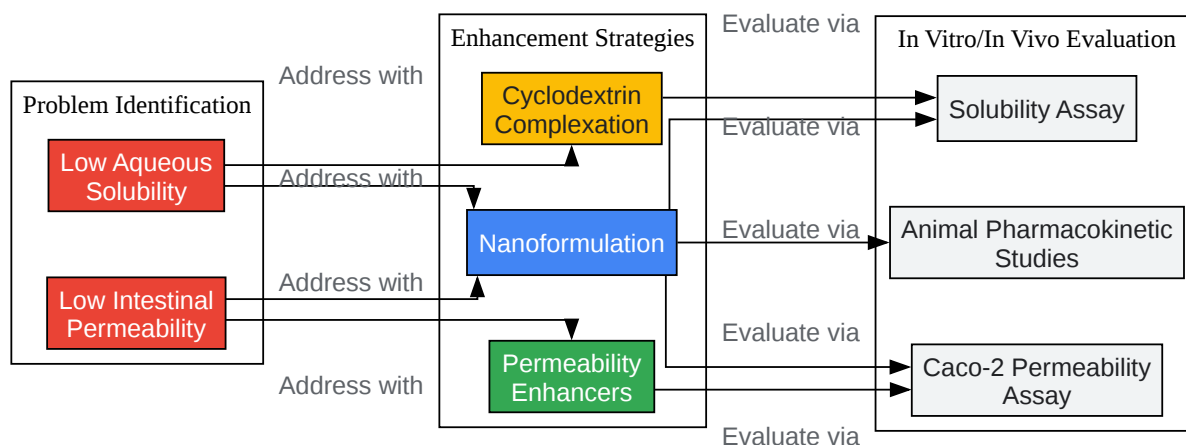 Problem Identification
Low Aqueous
Solubility
Low Intestinal
Permeability
Address with
Address with
Address with
Address with
Enhancement Strategies
Cyclodextrin
Complexation
Nanoformulation
Permeability
Enhancers
Evaluate via
Evaluate via
Evaluate via
Evaluate via
Evaluate via
In Vitro/In Vivo Evaluation
Solubility Assay
Animal Pharmacokinetic
Studies
Caco-2 Permeability
Assay